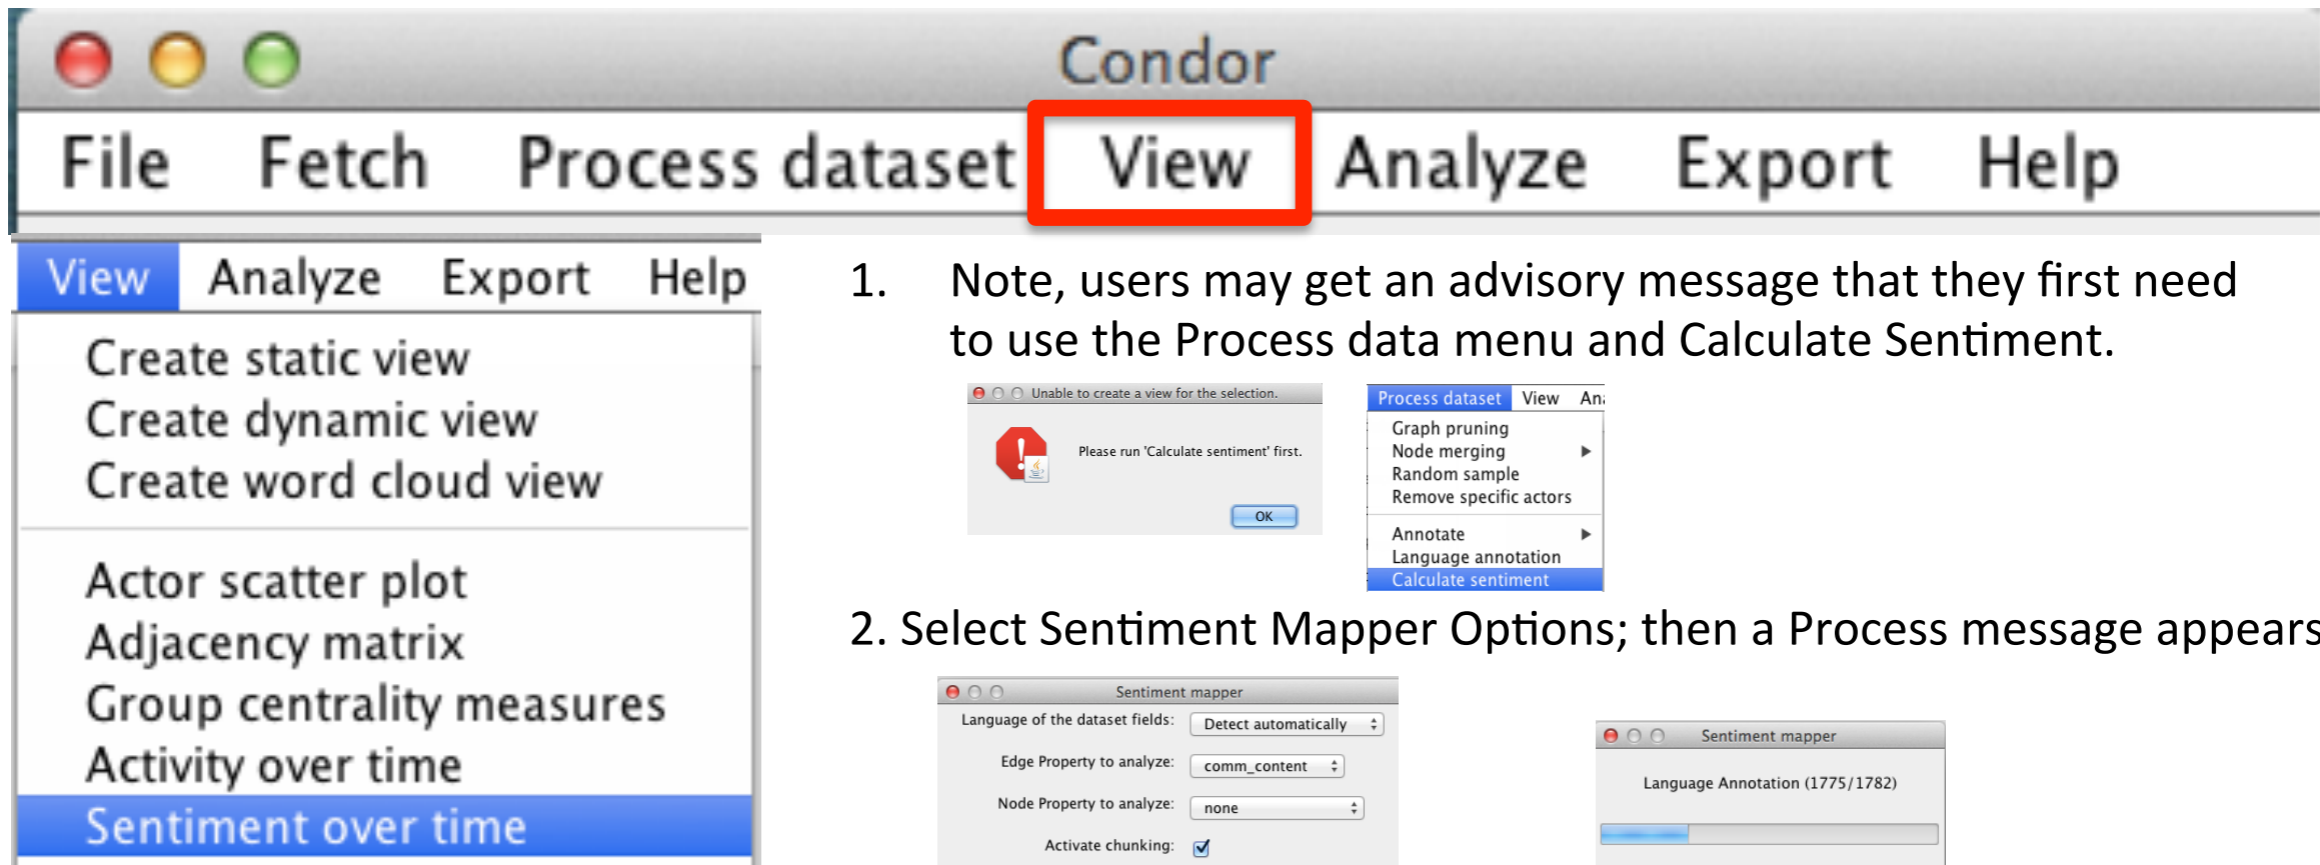 Condor
File Fetch Process dataset View Analyze Export Help
View Analyze Export Help
Create static view
Create dynamic view
Create word cloud view
Actor scatter plot
Adjacency matrix
Group centrality measures
Activity over time
Sentiment over time
1. Note, users may get an advisory message that they first need
to use the Process data menu and Calculate Sentiment.
Unable to create a view for the selection.
Please run 'Calculate sentiment' first.
OK
Process dataset View
Graph pruning
Node merging
Random sample
Remove specific actors
Annotate
Language annotation
Calculate sentiment
2. Select Sentiment Mapper Options; then a Process message appears
Sentiment mapper
Language of the dataset fields: Detect automatically
Edge Property to analyze: comm_content
Node Property to analyze: none
Activate chunking:
Sentiment mapper
Language Annotation (1775/1782)